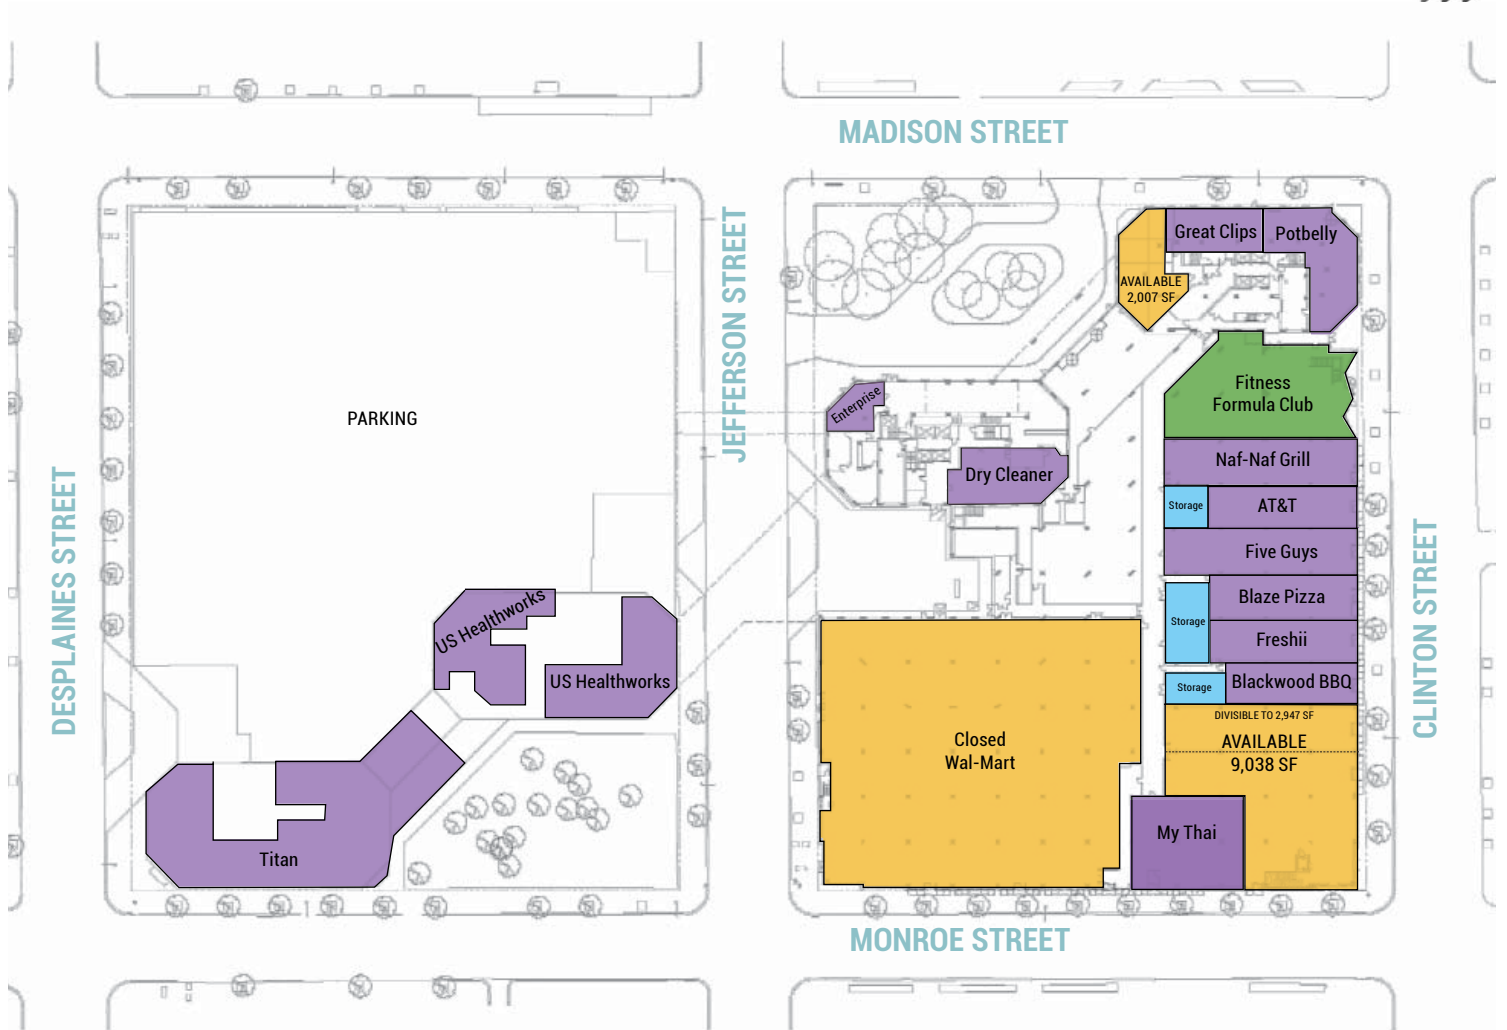 MADISON STREET
Great Clips
Potbelly
AVAILABLE
2,007 SF
JEFFERSON STREET
Fitness
Formula Club
Enterprise
PARKING
Naf-Naf Grill
Dry Cleaner
Storage
AT&T
DESPLAINES STREET
CLINTON STREET
Five Guys
US Healthworks
Blaze Pizza
Storage
Freshii
US Healthworks
Storage
Blackwood BBQ
DIVISIBLE TO 2,947 SF
Closed
Wal-Mart
AVAILABLE
9,038 SF
My Thai
Titan
MONROE STREET